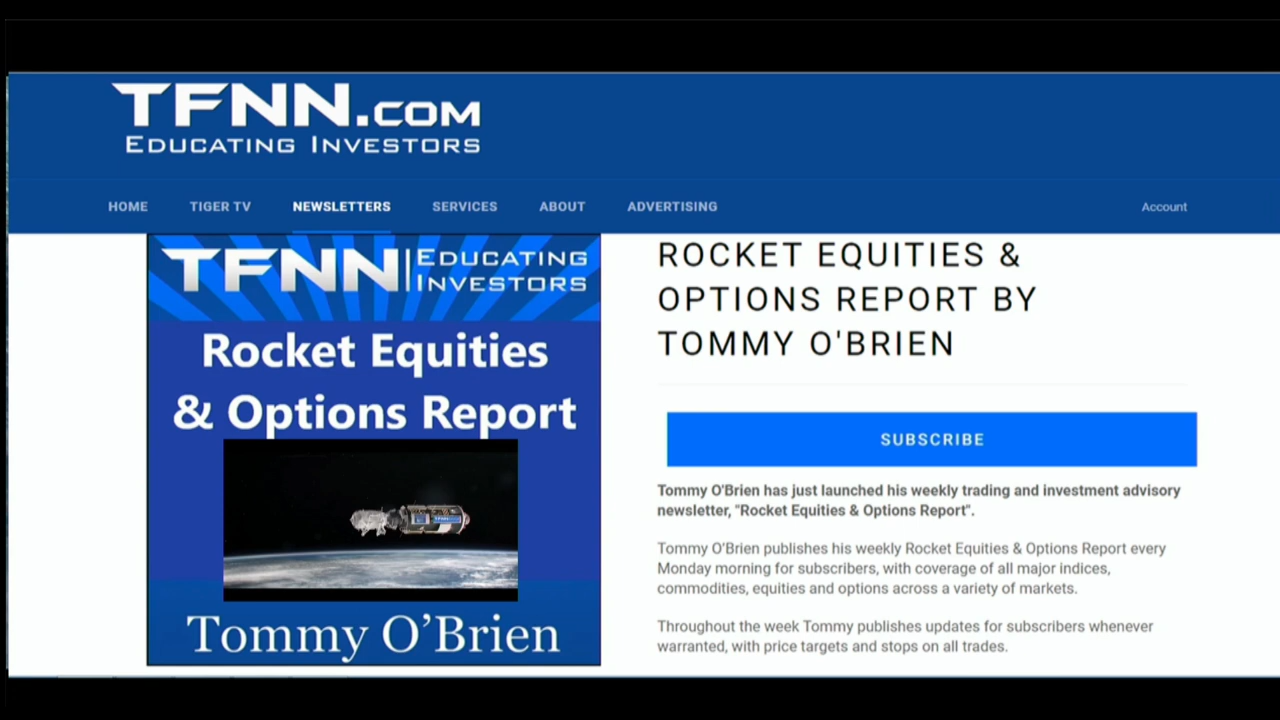 TFNN.COM
EDUCATING INVESTORS
HOME TIGER TV NEWSLETTERS SERVICES ABOUT ADVERTISING Account
TFNN EDUCATING
INVESTORS
Rocket Equities
& Options Report
Tommy O’Brien
ROCKET EQUITIES &
OPTIONS REPORT BY
TOMMY O'BRIEN
SUBSCRIBE
Tommy O'Brien has just launched his weekly trading and investment advisory
newsletter, "Rocket Equities & Options Report".
Tommy O’Brien publishes his weekly Rocket Equities & Options Report every
Monday morning for subscribers, with coverage of all major indices,
commodities, equities and options across a variety of markets.
Throughout the week Tommy publishes updates for subscribers whenever
warranted, with price targets and stops on all trades.